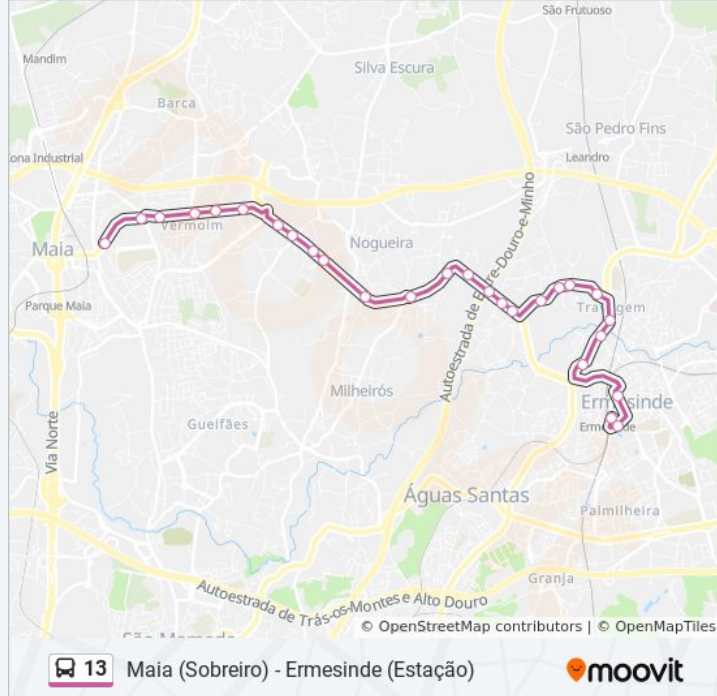 São Frutuoso
Mandim
Silva Escura
Barca
São Pedro Fins
Leandro
Zona Industrial
Vermoim
Maia
Nogueira
Autoestrada de Entre-Douro-e-Minho
Parque Maia
Travagem
Milheirós
Ermesinde
Gueifães
Ermesinde
Via Norte
Águas Santas
Palmilheira
Granja
Autoestrada de Trás-os-Montes e Alto Douro
© OpenStreetMap contributors | © OpenMapTiles
São Mamede
13 Maia (Sobreiro) - Ermesinde (Estação)
moovit